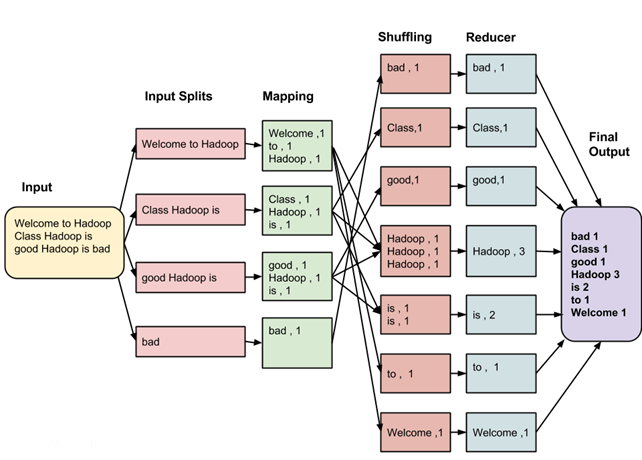 Input
Welcome to Hadoop
Class Hadoop is
good Hadoop is bad
Input Splits
Welcome to Hadoop
Class Hadoop is
good Hadoop is
bad
Mapping
Welcome ,1
to , 1
Hadoop , 1
Class , 1
Hadoop , 1
is , 1
good , 1
Hadoop , 1
is , 1
bad , 1
Shuffling
bad , 1
Class,1
good,1
Hadoop , 1
Hadoop , 1
Hadoop , 1
is , 1
is , 1
to , 1
Welcome ,1
Reducer
bad , 1
Class,1
good,1
Hadoop , 3
is , 2
to , 1
Welcome ,1
Final
Output
bad 1
Class 1
good 1
Hadoop 3
is 2
to 1
Welcome 1